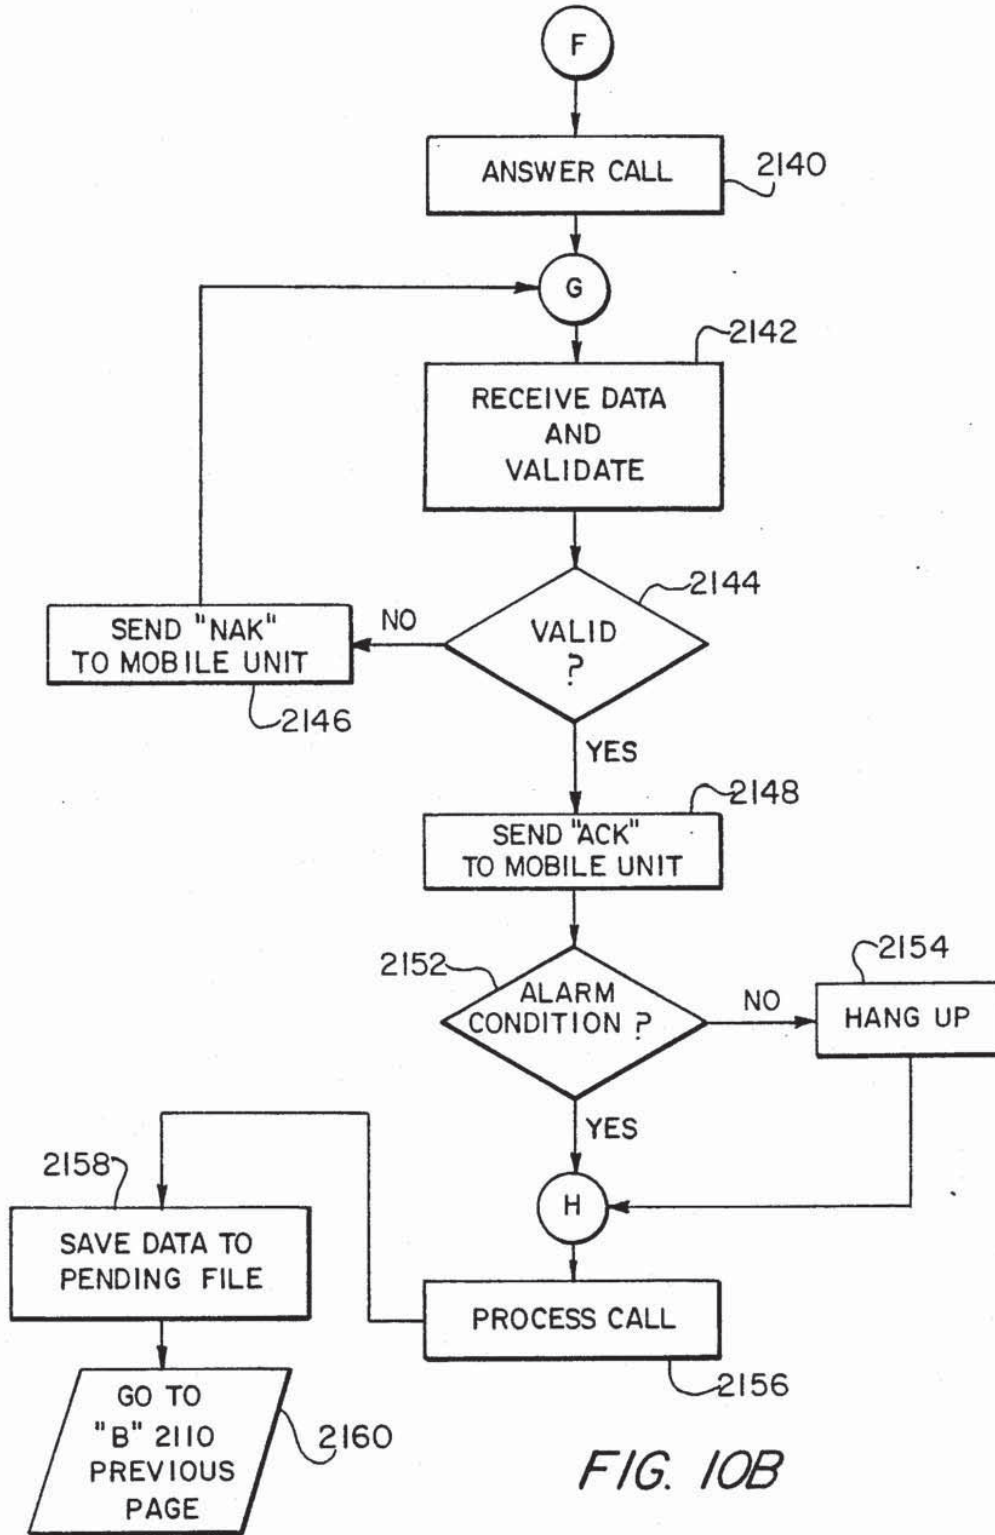 F
ANSWER CALL
2140
G
2142
RECEIVE DATA
AND
VALIDATE
2144
VALID
?
NO
SEND "NAK"
TO MOBILE UNIT
2146
YES
2148
SEND "ACK"
TO MOBILE UNIT
2152
ALARM
CONDITION ?
NO
2154
HANG UP
YES
H
2158
SAVE DATA TO
PENDING FILE
PROCESS CALL
2156
GO TO
"B" 2110
PREVIOUS
PAGE
2160
FIG. 10B